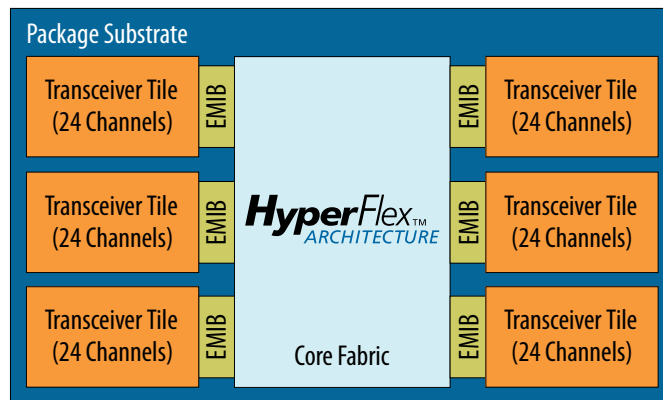 Package Substrate
Transceiver Tile
(24 Channels)
EMIB
EMIB
Transceiver Tile
(24 Channels)
Transceiver Tile
(24 Channels)
EMIB
HyperFlex™
ARCHITECTURE
EMIB
Transceiver Tile
(24 Channels)
Transceiver Tile
(24 Channels)
EMIB
Core Fabric
EMIB
Transceiver Tile
(24 Channels)